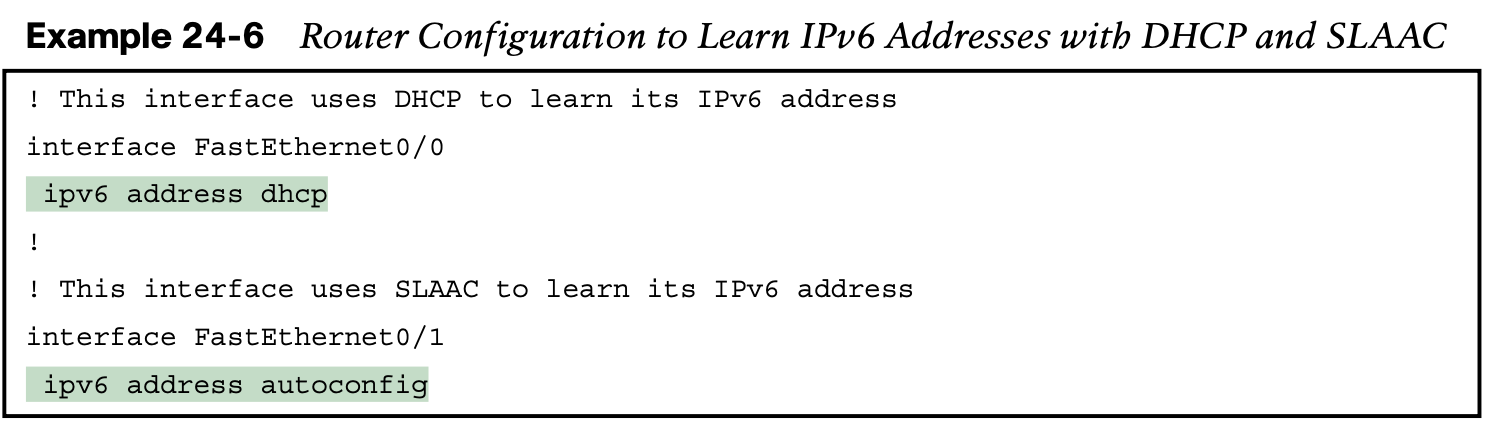 Example 24-6 Router Configuration to Learn IPv6 Addresses with DHCP and SLAAC
! This interface uses DHCP to learn its IPv6 address
interface FastEthernet0/0
 ipv6 address dhcp
!
! This interface uses SLAAC to learn its IPv6 address
interface FastEthernet0/1
 ipv6 address autoconfig